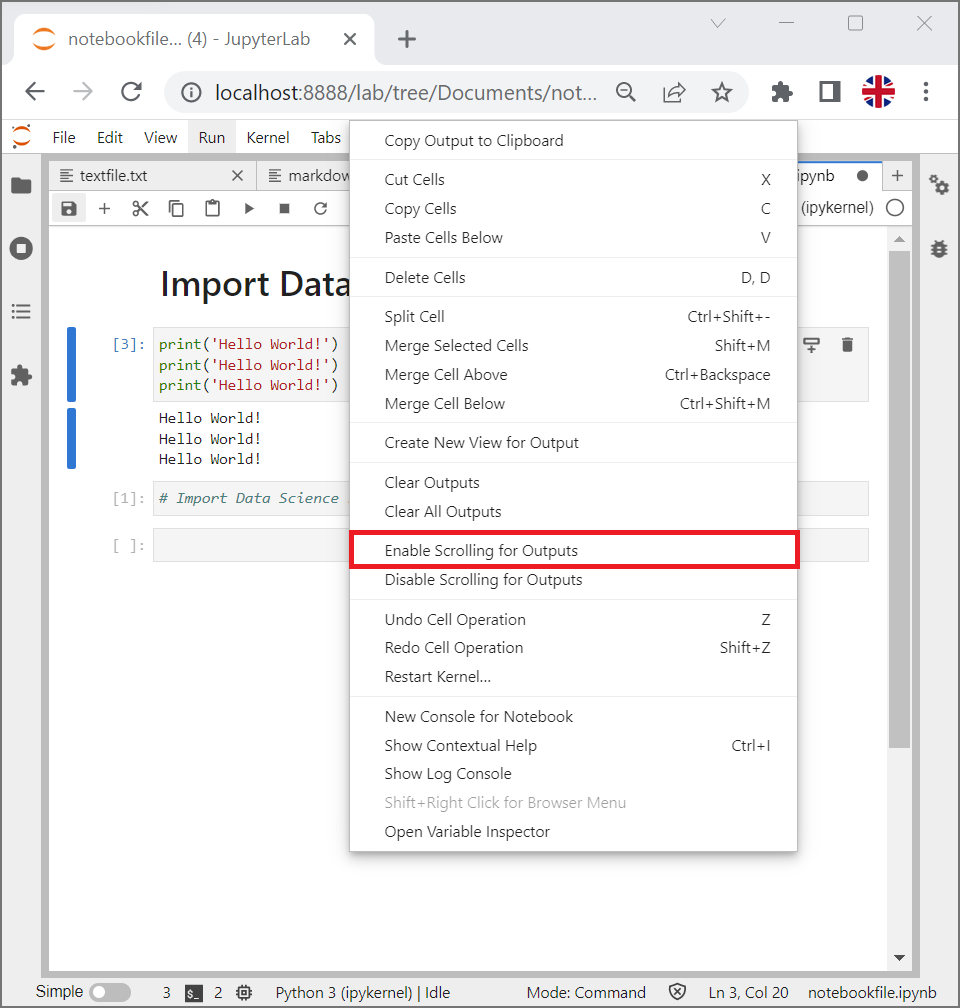 notebookfile... (4) - JupyterLab
localhost:8888/lab/tree/Documents/not...
File Edit View Run Kernel Tabs
textfile.txt
markdow
ipynb
(ipykernel)
Copy Output to Clipboard
Cut Cells X
Copy Cells C
Paste Cells Below V
Delete Cells D, D
Split Cell Ctrl+Shift+-
Merge Selected Cells Shift+M
Merge Cell Above Ctrl+Backspace
Merge Cell Below Ctrl+Shift+M
Create New View for Output
Clear Outputs
Clear All Outputs
Enable Scrolling for Outputs
Disable Scrolling for Outputs
Undo Cell Operation Z
Redo Cell Operation Shift+Z
Restart Kernel...
New Console for Notebook
Show Contextual Help Ctrl+I
Show Log Console
Shift+Right Click for Browser Menu
Open Variable Inspector
Import Data
[3]: print('Hello World!')
print('Hello World!')
print('Hello World!')
Hello World!
Hello World!
Hello World!
[1]: # Import Data Science
[ ]:
Simple 3 $_ 2 Python 3 (ipykernel) | Idle Mode: Command Ln 3, Col 20 notebookfile.ipynb